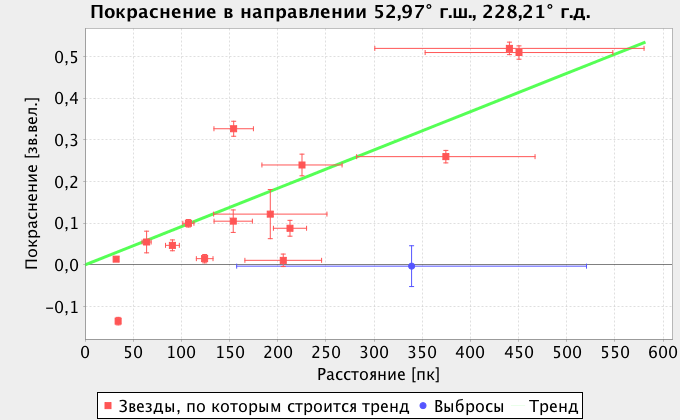 Покраснение в направлении 52,97° г.ш., 228,21° г.д.
Покраснение [зв.вел.]
0,5
0,4
0,3
0,2
0,1
0,0
-0,1
0 50 100 150 200 250 300 350 400 450 500 550 600
Расстояние [пк]
Звезды, по которым строится тренд Выбросы Тренд